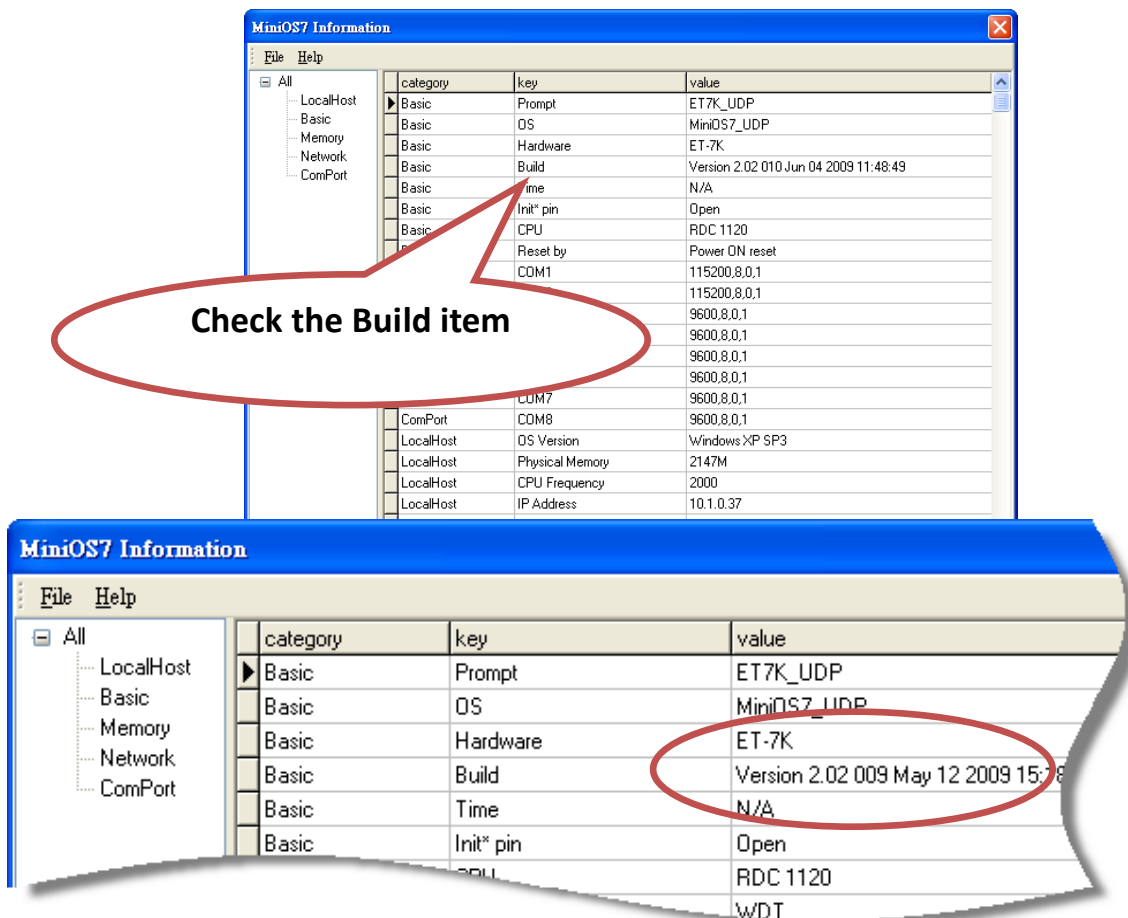 MiniOS7 Information
File Help
All
LocalHost
Basic
Memory
Network
ComPort
category key value
Basic Prompt ET7K_UDP
Basic OS MiniOS7_UDP
Basic Hardware ET-7K
Basic Build Version 2.02 010 Jun 04 2009 11:48:49
Basic Time N/A
Basic Init* pin Open
Basic CPU RDC 1120
Reset by Power ON reset
COM1 115200,8,0,1
115200,8,0,1
9600,8,0,1
9600,8,0,1
9600,8,0,1
9600,8,0,1
COM7 9600,8,0,1
ComPort COM8 9600,8,0,1
LocalHost OS Version Windows XP SP3
LocalHost Physical Memory 2147M
LocalHost CPU Frequency 2000
LocalHost IP Address 10.1.0.37
Check the Build item
MiniOS7 Information
File Help
All
LocalHost
Basic
Memory
Network
ComPort
category key value
Basic Prompt ET7K_UDP
Basic OS MiniOS7_UDP
Basic Hardware ET-7K
Basic Build Version 2.02 009 May 12 2009
Basic Time N/A
Basic Init* pin Open
CPU RDC 1120
WDT